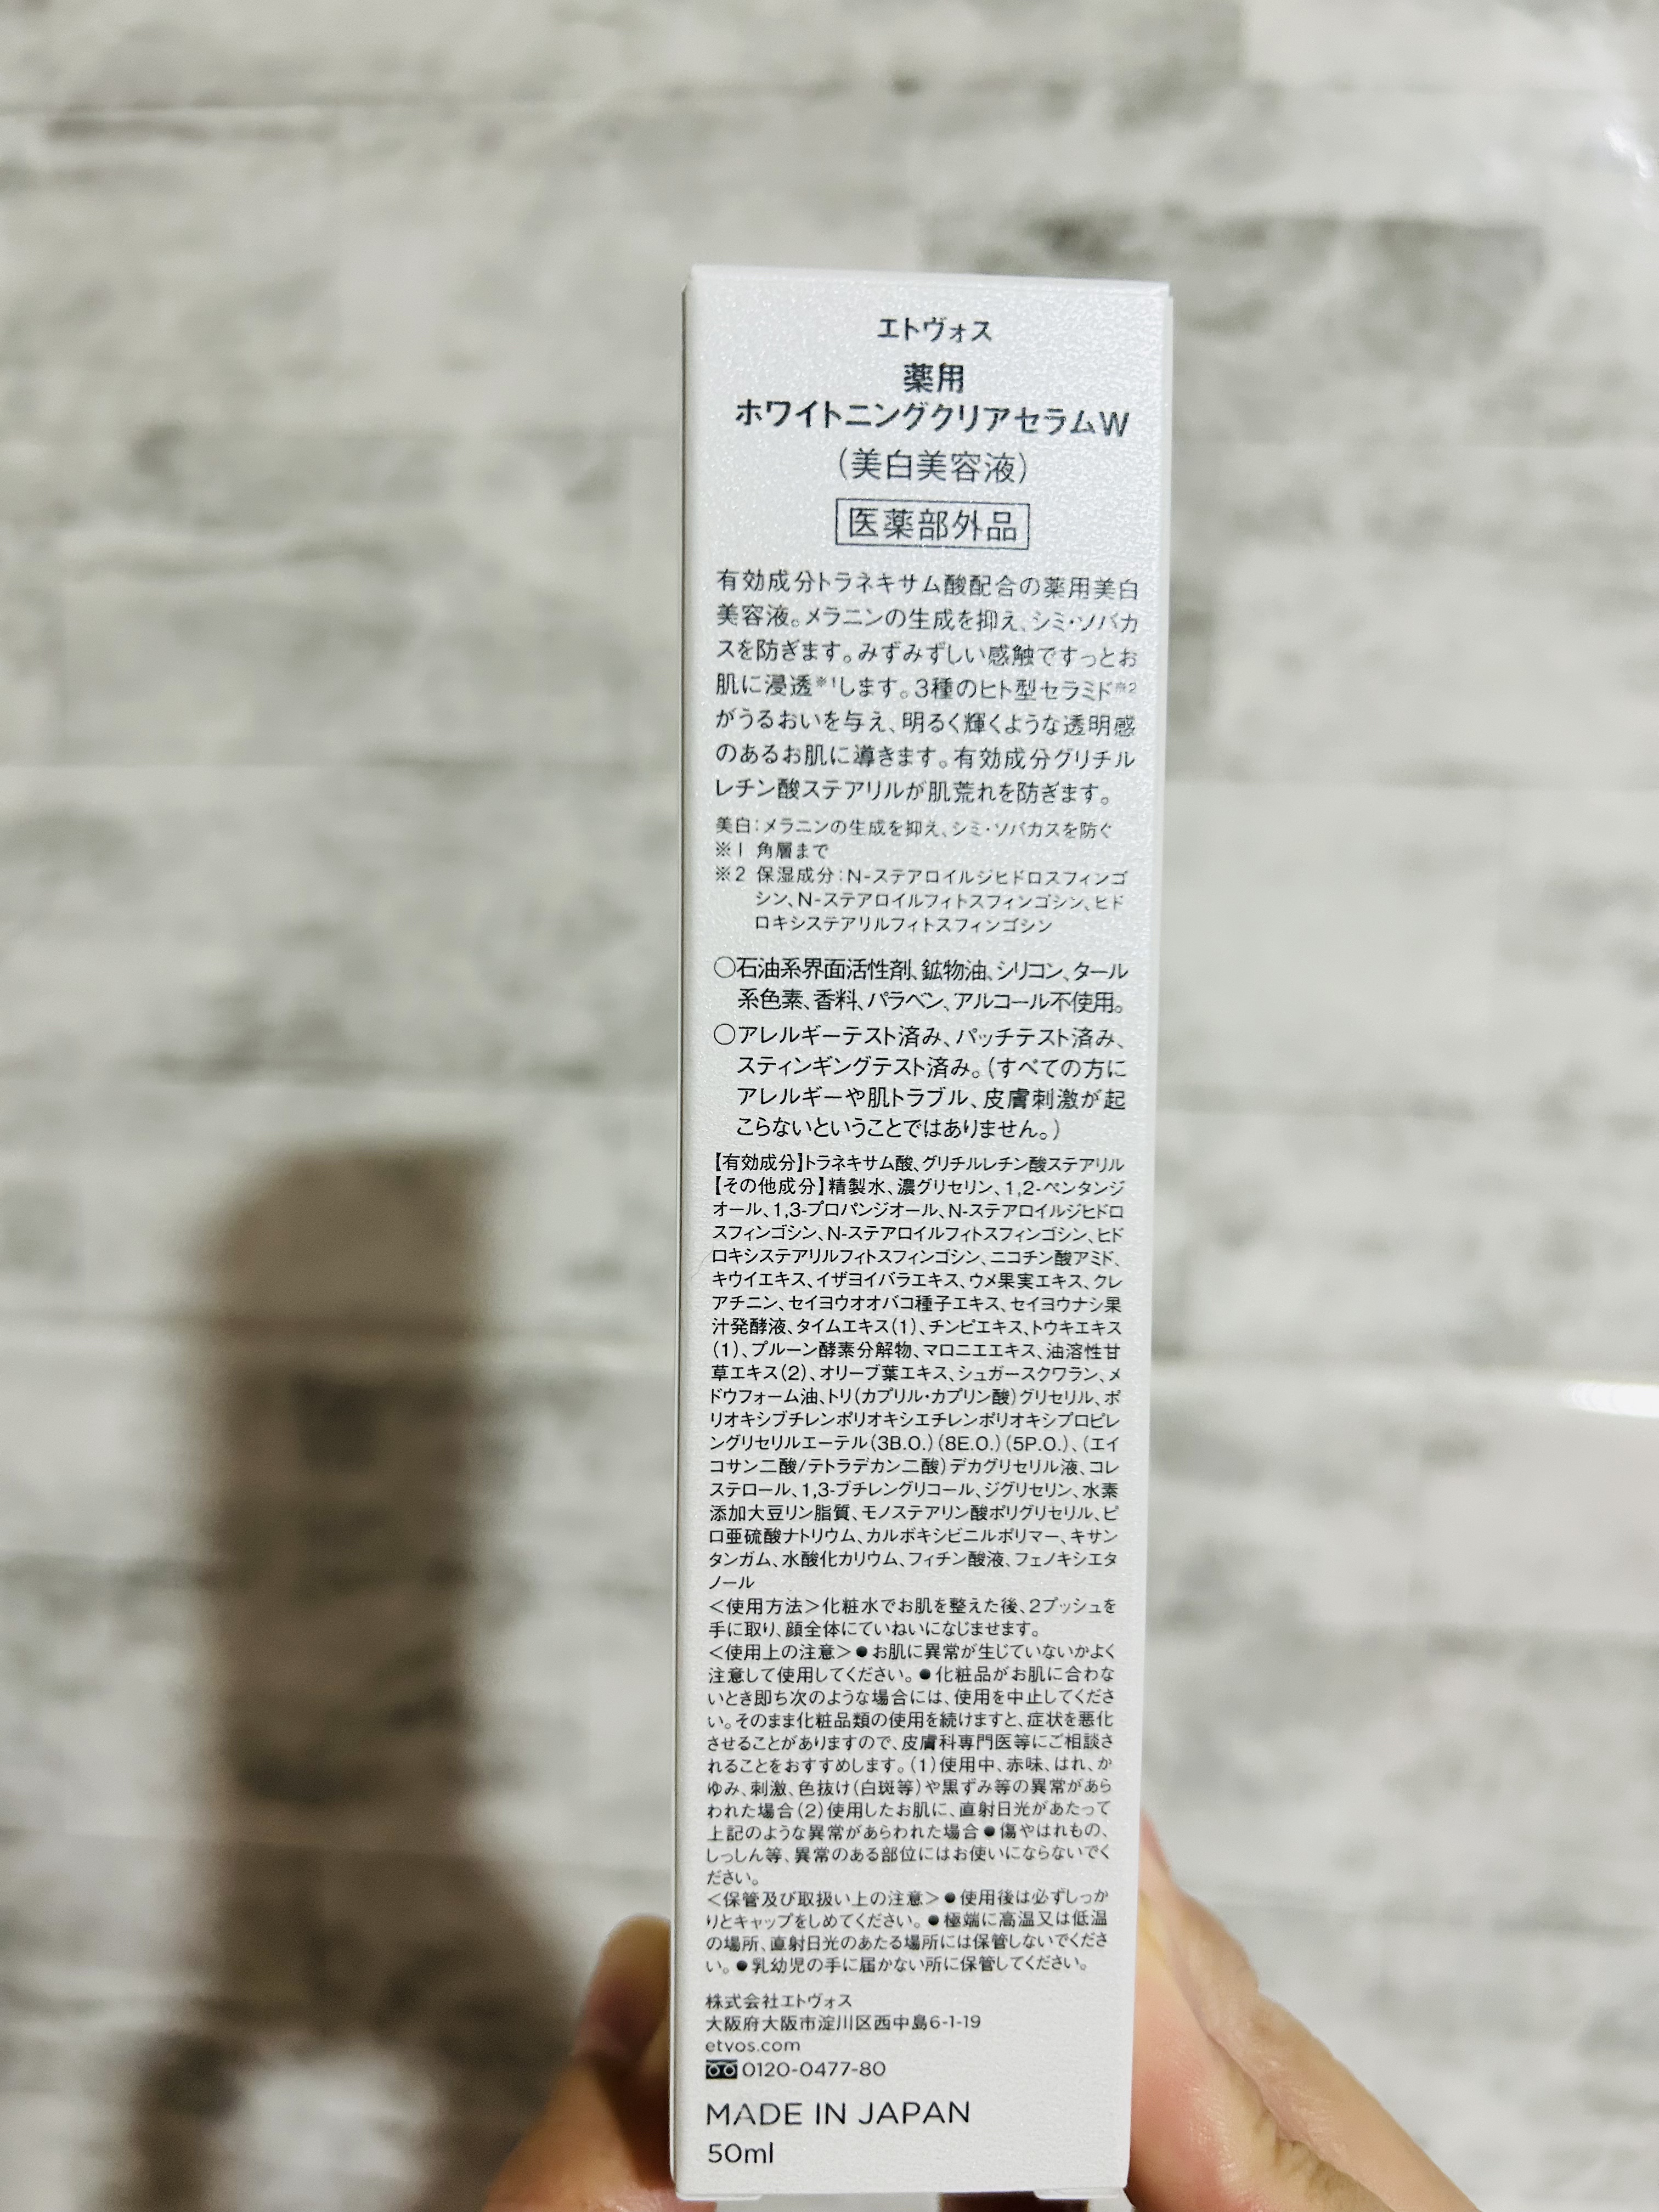 エトヴォス
薬用
ホワイトニングクリアセラムW
(美白美容液)
医薬部外品
有効成分トラネキサム酸配合の薬用美白
美容液。メラニンの生成を抑え、シミ・ソバカ
スを防ぎます。みずみずしい感触ですっとお
肌に浸透※1します。3種のヒト型セラミド※2
がうるおいを与え、明るく輝くような透明感
のあるお肌に導きます。有効成分グリチル
レチン酸ステアリルが肌荒れを防ぎます。
美白：メラニンの生成を抑え、シミ・ソバカスを防ぐ
※1 角層まで
※2 保湿成分：N-ステアロイルジヒドロスフィンゴ
シン、N-ステアロイルフィトスフィンゴシン、ヒド
ロキシステアリルフィトスフィンゴシン
○石油系界面活性剤、鉱物油、シリコン、タール
系色素、香料、パラベン、アルコール不使用。
○アレルギーテスト済み、パッチテスト済み、
スティンギングテスト済み。(すべての方に
アレルギーや肌トラブル、皮膚刺激が起
こらないということではありません。)
【有効成分】トラネキサム酸、グリチルレチン酸ステアリル
【その他成分】精製水、濃グリセリン、1,2-ペンタンジ
オール、1,3-プロパンジオール、N-ステアロイルジヒドロ
スフィンゴシン、N-ステアロイルフィトスフィンゴシン、ヒド
ロキシステアリルフィトスフィンゴシン、ニコチン酸アミド、
キウイエキス、イザヨイバラエキス、ウメ果実エキス、クレ
アチニン、セイヨウオオバコ種子エキス、セイヨウナシ果
汁発酵液、タイムエキス(1)、チンピエキス、トウキエキス
(1)、プルーン酵素分解物、マロニエエキス、油溶性甘
草エキス(2)、オリーブ葉エキス、シュガースクワラン、メ
ドウフォーム油、トリ(カプリル・カプリン酸)グリセリル、ポ
リオキシブチレンポリオキシエチレンポリオキシプロピレ
ングリセリルエーテル(3B.O.)(8E.O.)(5P.O.)、(エイ
コサン二酸/テトラデカン二酸)デカグリセリル液、コレ
ステロール、1,3-ブチレングリコール、ジグリセリン、水素
添加大豆リン脂質、モノステアリン酸ポリグリセリル、ピ
ロ亜硫酸ナトリウム、カルボキシビニルポリマー、キサン
タンガム、水酸化カリウム、フィチン酸液、フェノキシエタ
ノール
＜使用方法＞化粧水でお肌を整えた後、2プッシュを
手に取り、顔全体にていねいになじませます。
＜使用上の注意＞●お肌に異常が生じていないかよく
注意して使用してください。●化粧品がお肌に合わな
いとき即ち次のような場合には、使用を中止してくださ
い。そのまま化粧品類の使用を続けますと、症状を悪化
させることがありますので、皮膚科専門医等にご相談さ
れることをおすすめします。(1)使用中、赤味、はれ、か
ゆみ、刺激、色抜け(白斑等)や黒ずみ等の異常があら
われた場合(2)使用したお肌に、直射日光があたって
上記のような異常があらわれた場合●傷やはれもの、
しっしん等、異常のある部位にはお使いにならないでく
ださい。
＜保管及び取扱い上の注意＞●使用後は必ずしっか
りとキャップをしめてください。●極端に高温又は低温
の場所、直射日光のあたる場所には保管しないでくださ
い。●乳幼児の手に届かない所に保管してください。
株式会社エトヴォス
大阪府大阪市淀川区西中島6-1-19
etvos.com
0120-0477-80
MADE IN JAPAN
50ml